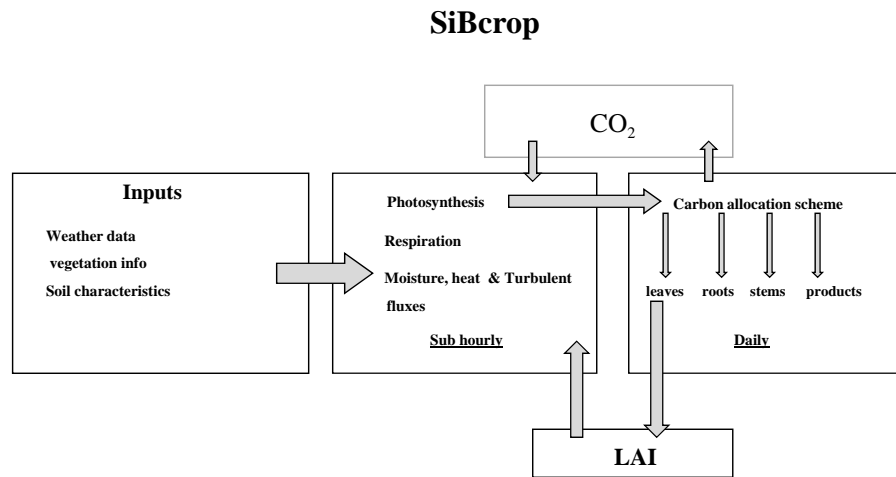 SiBcrop
CO₂
Inputs
Weather data
vegetation info
Soil characteristics
Photosynthesis
Respiration
Moisture, heat & Turbulent
fluxes
Sub hourly
Carbon allocation scheme
leaves roots stems products
Daily
LAI